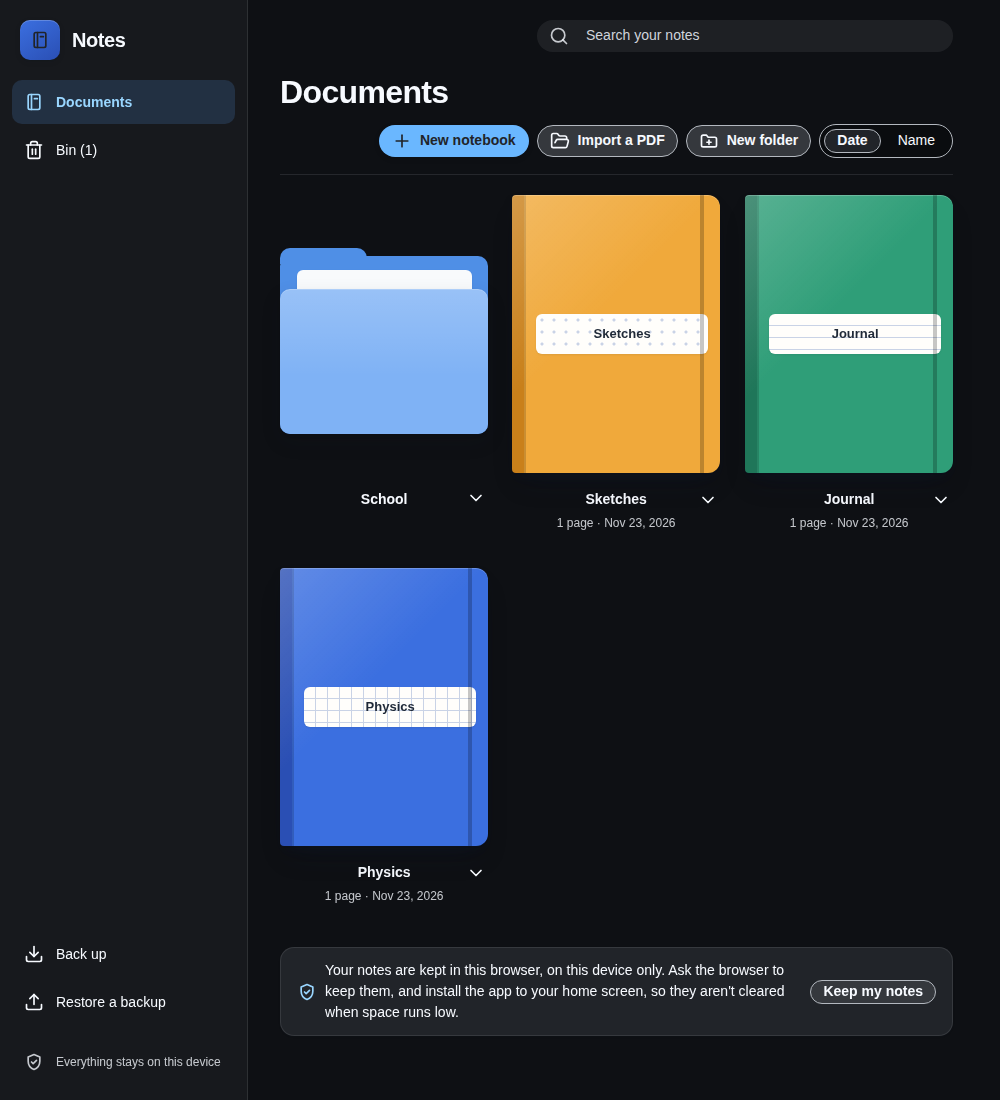 Notes
Documents
Bin (1)
Back up
Restore a backup
Everything stays on this device
Search your notes
Documents
New notebook
Import a PDF
New folder
Date
Name
Sketches
Journal
School
Sketches
Journal
1 page · Nov 23, 2026
1 page · Nov 23, 2026
Physics
Physics
1 page · Nov 23, 2026
Your notes are kept in this browser, on this device only. Ask the browser to
keep them, and install the app to your home screen, so they aren't cleared
when space runs low.
Keep my notes